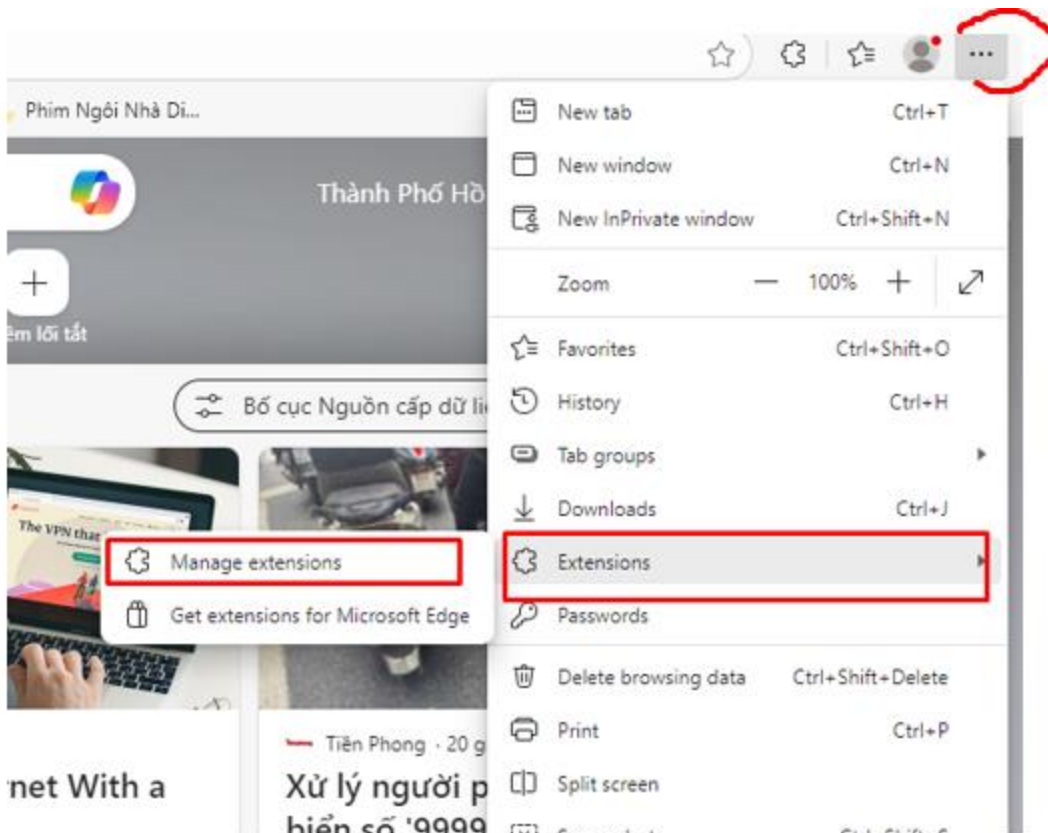 Phim Ngôi Nhà Di...
New tab Ctrl+T
New window Ctrl+N
New InPrivate window Ctrl+Shift+N
Thành Phố Hồ
Zoom — 100% +
êm lối tắt
Favorites Ctrl+Shift+O
Bố cục Nguồn cấp dữ liệ
History Ctrl+H
Tab groups
Downloads Ctrl+J
The VPN that
Manage extensions
Extensions
Get extensions for Microsoft Edge
Passwords
Delete browsing data Ctrl+Shift+Delete
Print Ctrl+P
Tiền Phong · 20 g
rnet With a
Xử lý người p
biển số '9999
Split screen